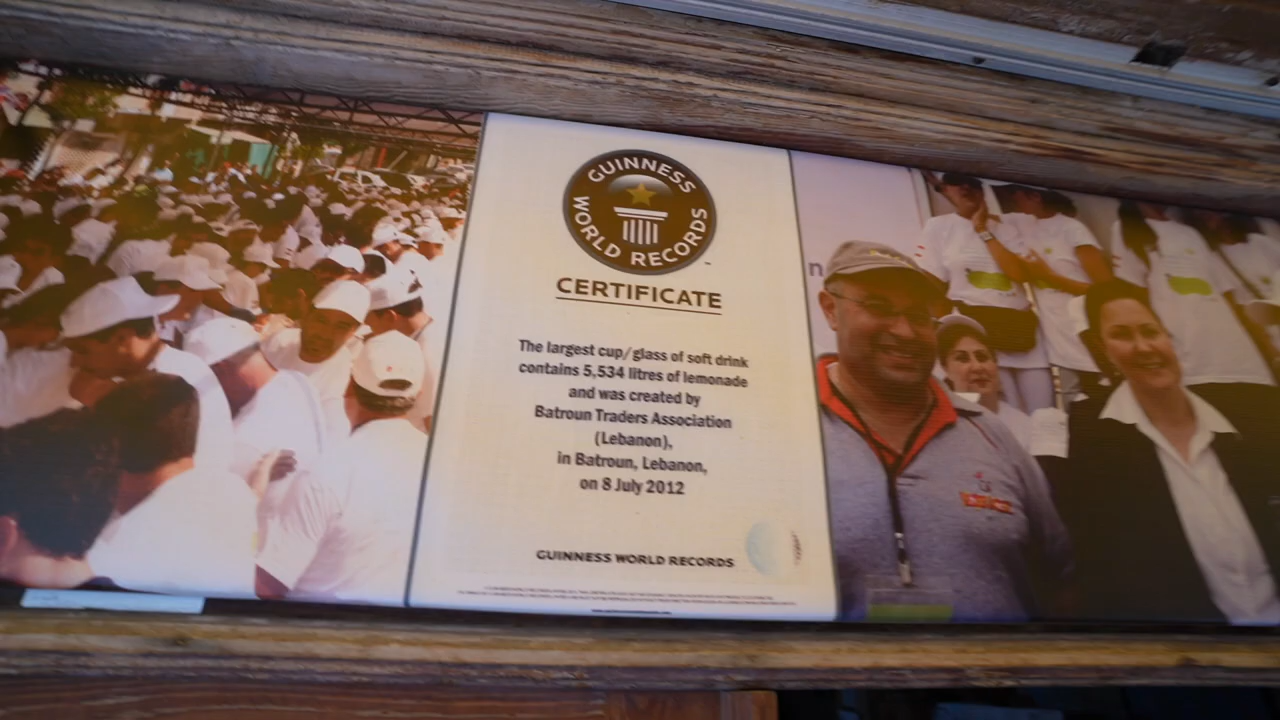 GUINNESS
WORLD RECORDS
CERTIFICATE
The largest cup/glass of soft drink
contains 5,534 litres of lemonade
and was created by
Batroun Traders Association
(Lebanon),
in Batroun, Lebanon,
on 8 July 2012
GUINNESS WORLD RECORDS
n